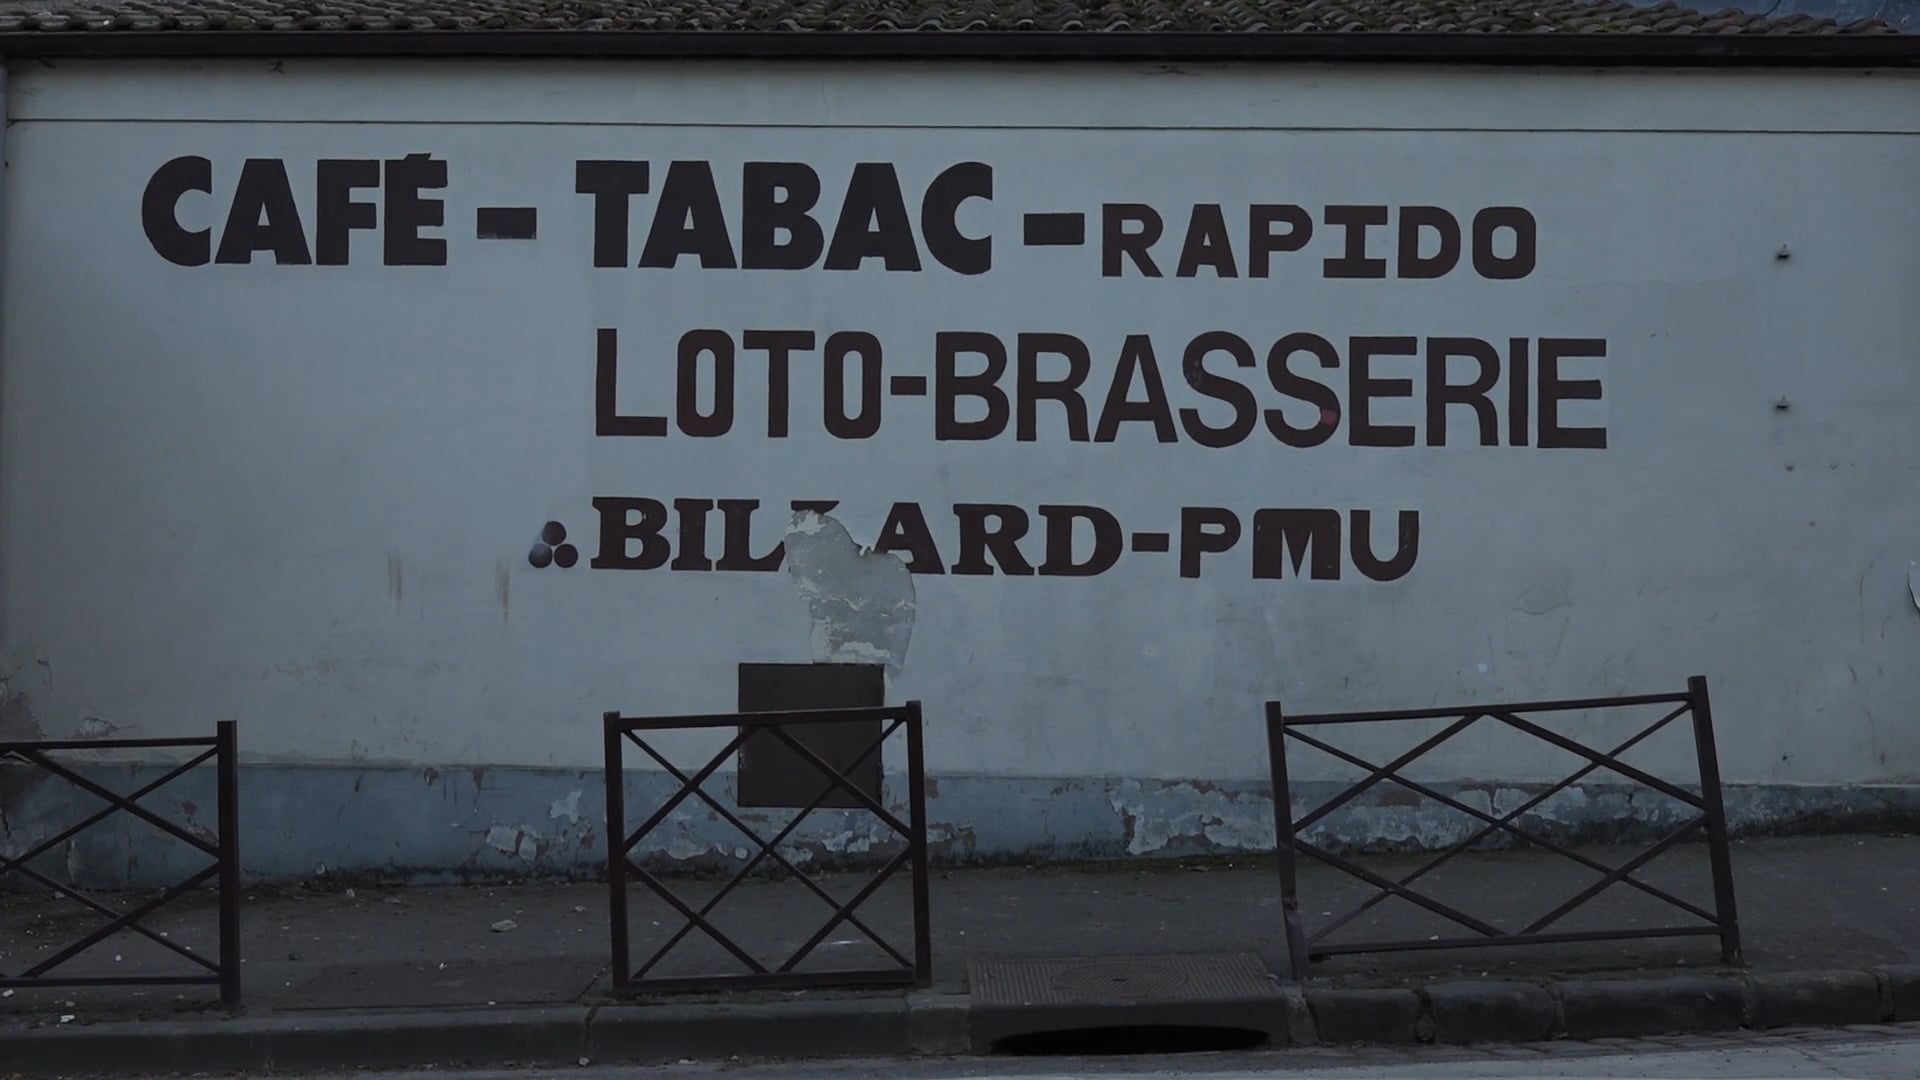 CAFÉ - TABAC - RAPIDO
LOTO-BRASSERIE
BILLARD-PMU